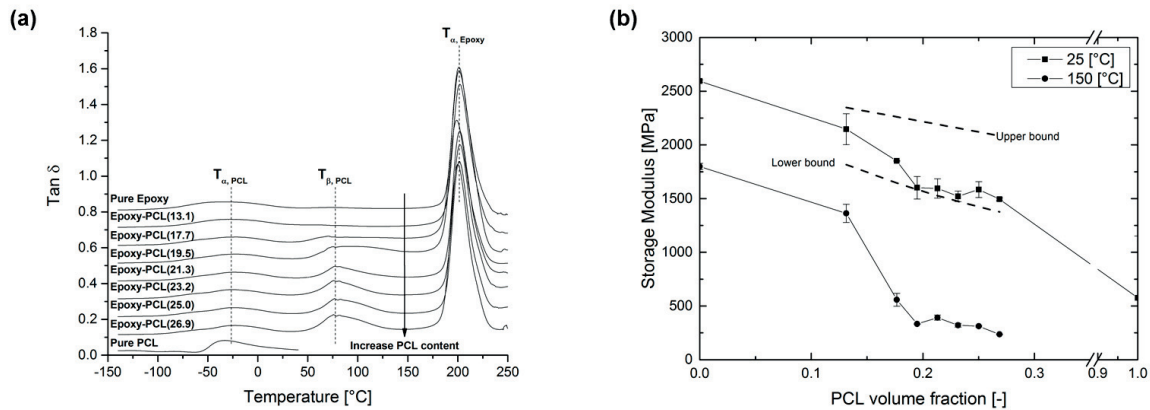 (a)
1.8
1.6
1.4
1.2
1.0
0.8
0.6
0.4
0.2
0.0
Tan δ
Tα, Epoxy
Tα, PCL
Tβ, PCL
Pure Epoxy
Epoxy-PCL(13.1)
Epoxy-PCL(17.7)
Epoxy-PCL(19.5)
Epoxy-PCL(21.3)
Epoxy-PCL(23.2)
Epoxy-PCL(25.0)
Epoxy-PCL(26.9)
Pure PCL
Increase PCL content
-150 -100 -50 0 50 100 150 200 250
Temperature [°C]
(b)
3000
2500
2000
1500
1000
500
0
Storage Modulus [MPa]
25 [°C]
150 [°C]
Upper bound
Lower bound
0.0 0.1 0.2 0.3 0.9 1.0
PCL volume fraction [-]